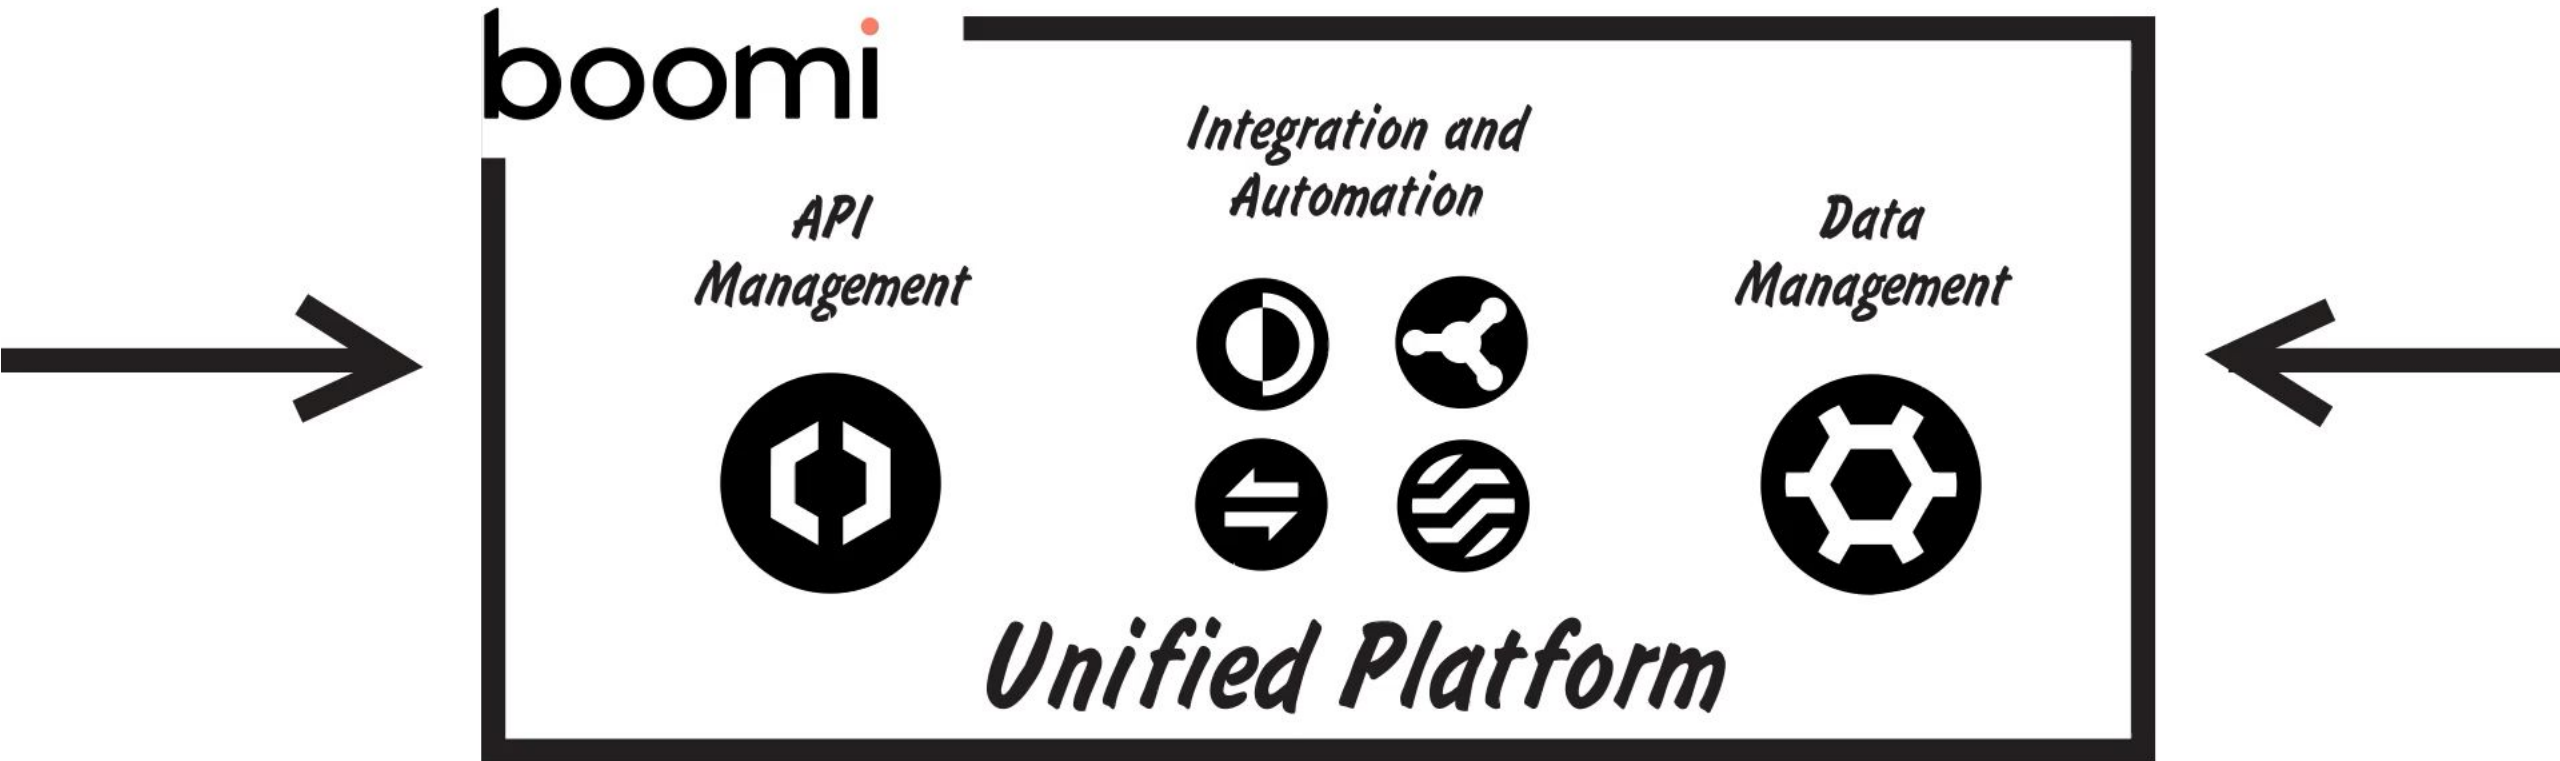 boomi
Integration and
Automation
API
Management
Data
Management
Unified Platform